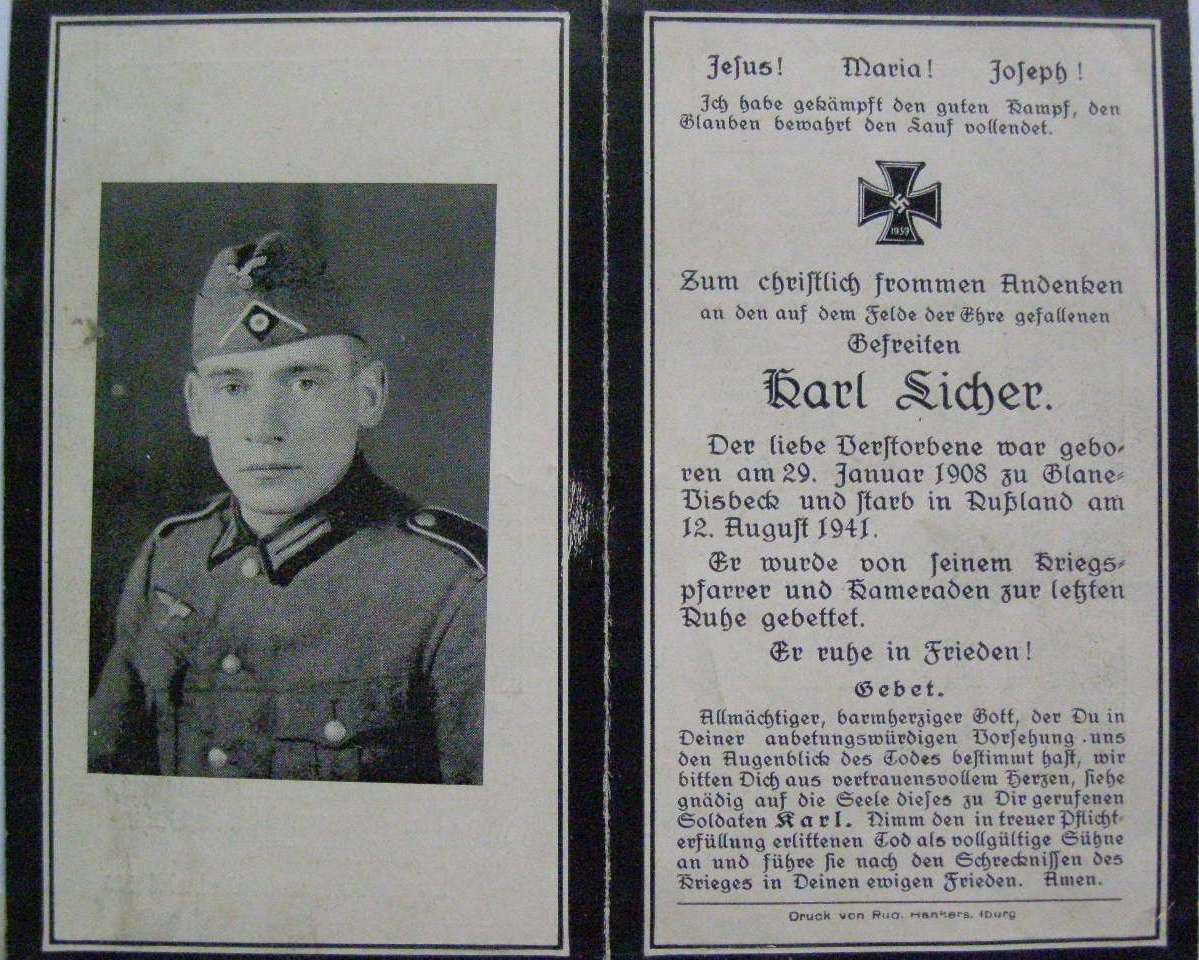 Jesus! Maria! Joseph!
Ich habe gekämpft den guten Kampf, den
Glauben bewahrt den Lauf vollendet.
1939
Zum christlich frommen Andenken
an den auf dem Felde der Ehre gefallenen
Gefreiten
Karl Licher.
Der liebe Verstorbene war gebo-
ren am 29. Januar 1908 zu Glane-
Visbeck und starb in Rußland am
12. August 1941.
Er wurde von seinem Kriegs-
pfarrer und Kameraden zur letzten
Ruhe gebettet.
Er ruhe in Frieden!
Gebet.
Allmächtiger, barmherziger Gott, der Du in
Deiner anbetungswürdigen Vorsehung uns
den Augenblick des Todes bestimmt hast, wir
bitten Dich aus vertrauensvollem Herzen, siehe
gnädig auf die Seele dieses zu Dir gerufenen
Soldaten Karl. Nimm den in treuer Pflicht-
erfüllung erlittenen Tod als vollgültige Sühne
an und führe sie nach den Schrecknissen des
Krieges in Deinen ewigen Frieden. Amen.
Druck von Rud. Hankers, Iburg